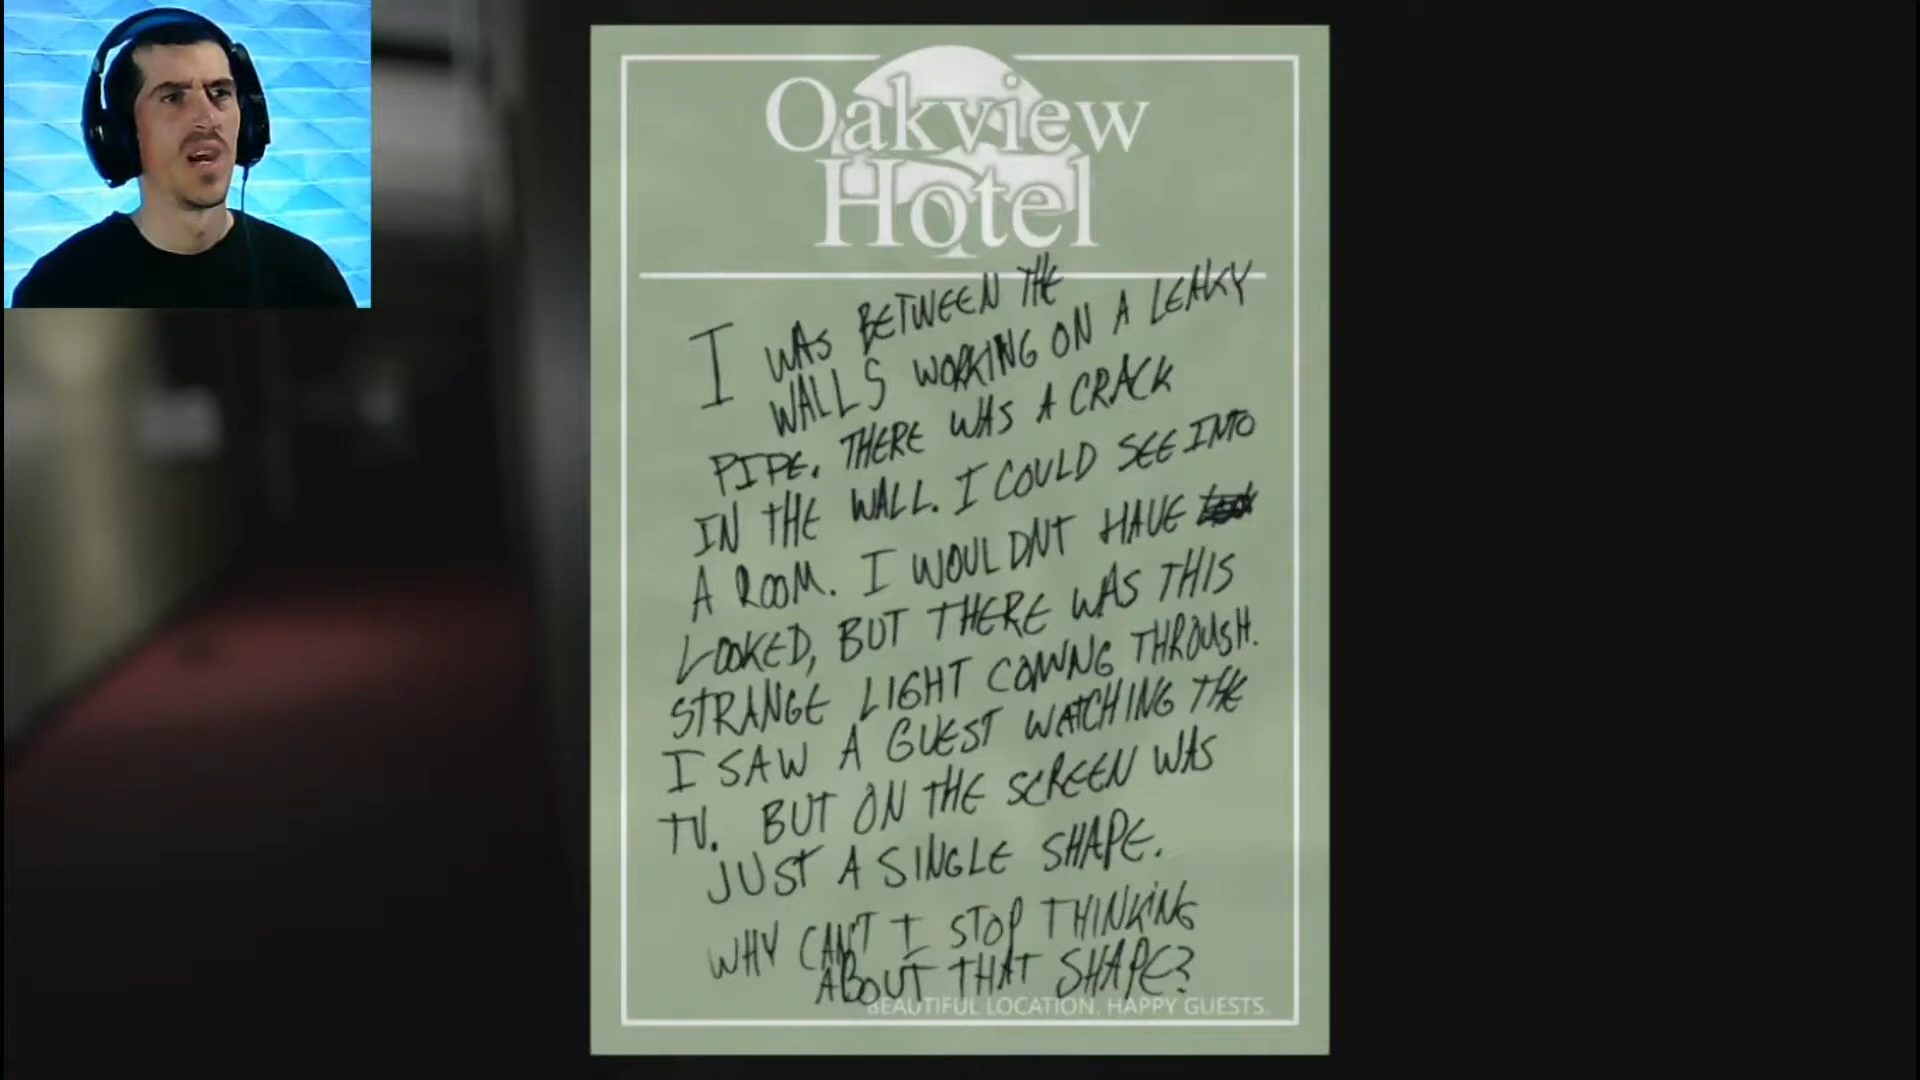 Oakview
Hotel
I WAS BETWEEN THE
WALLS WORKING ON A LEAKY
PIPE. THERE WAS A CRACK
IN THE WALL. I COULD SEE INTO
A ROOM. I WOULDNT HAVE
LOOKED, BUT THERE WAS THIS
STRANGE LIGHT COMING THROUGH.
I SAW A GUEST WATCHING THE
TV. BUT ON THE SCREEN WAS
JUST A SINGLE SHAPE.
WHY CAN'T I STOP THINKING
ABOUT THAT SHAPE?
BEAUTIFUL LOCATION. HAPPY GUESTS.